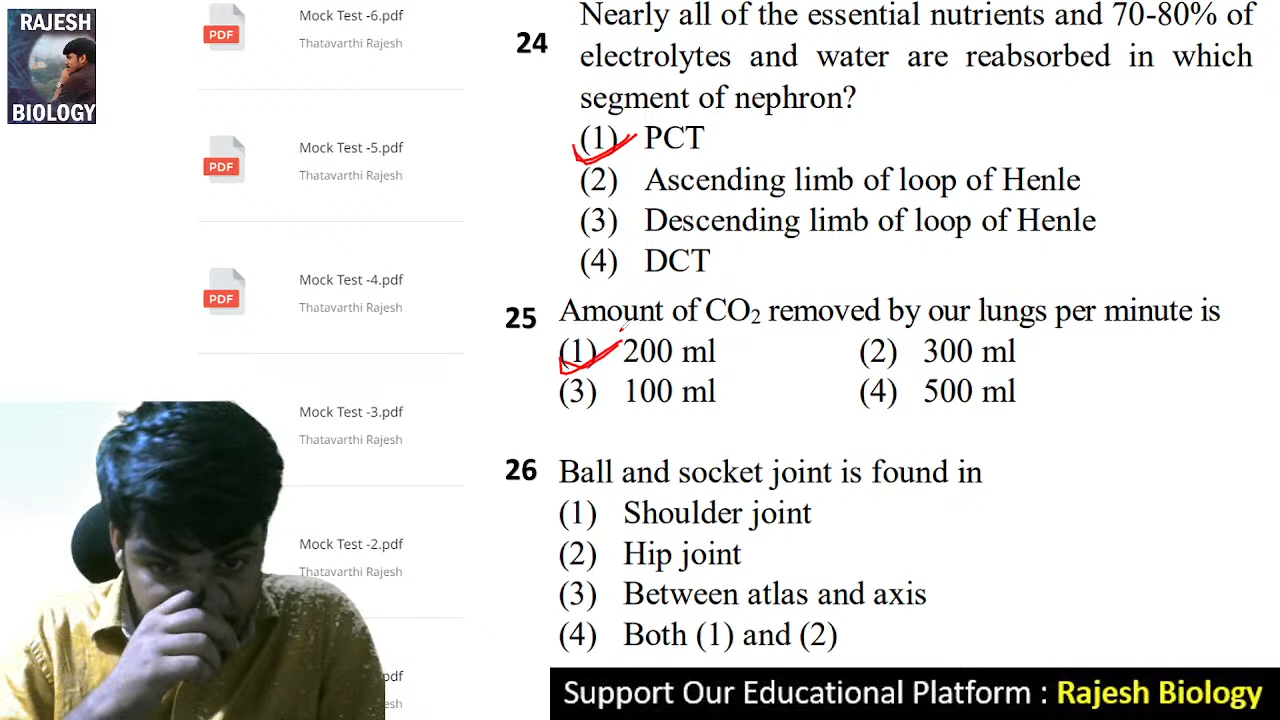 RAJESH
BIOLOGY
PDF
Mock Test -6.pdf
Thatavarthi Rajesh
PDF
Mock Test -5.pdf
Thatavarthi Rajesh
PDF
Mock Test -4.pdf
Thatavarthi Rajesh
Mock Test -3.pdf
Thatavarthi Rajesh
Mock Test -2.pdf
Thatavarthi Rajesh
24 Nearly all of the essential nutrients and 70-80% of
electrolytes and water are reabsorbed in which
segment of nephron?
(1) PCT
(2) Ascending limb of loop of Henle
(3) Descending limb of loop of Henle
(4) DCT
25 Amount of CO₂ removed by our lungs per minute is
(1) 200 ml (2) 300 ml
(3) 100 ml (4) 500 ml
26 Ball and socket joint is found in
(1) Shoulder joint
(2) Hip joint
(3) Between atlas and axis
(4) Both (1) and (2)
Support Our Educational Platform : Rajesh Biology